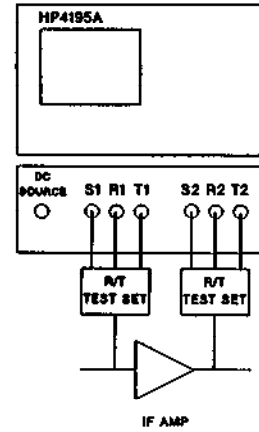 HP4195A
DC
SOURCE
S1 R1 T1
S2 R2 T2
R/T
TEST SET
R/T
TEST SET
IF AMP